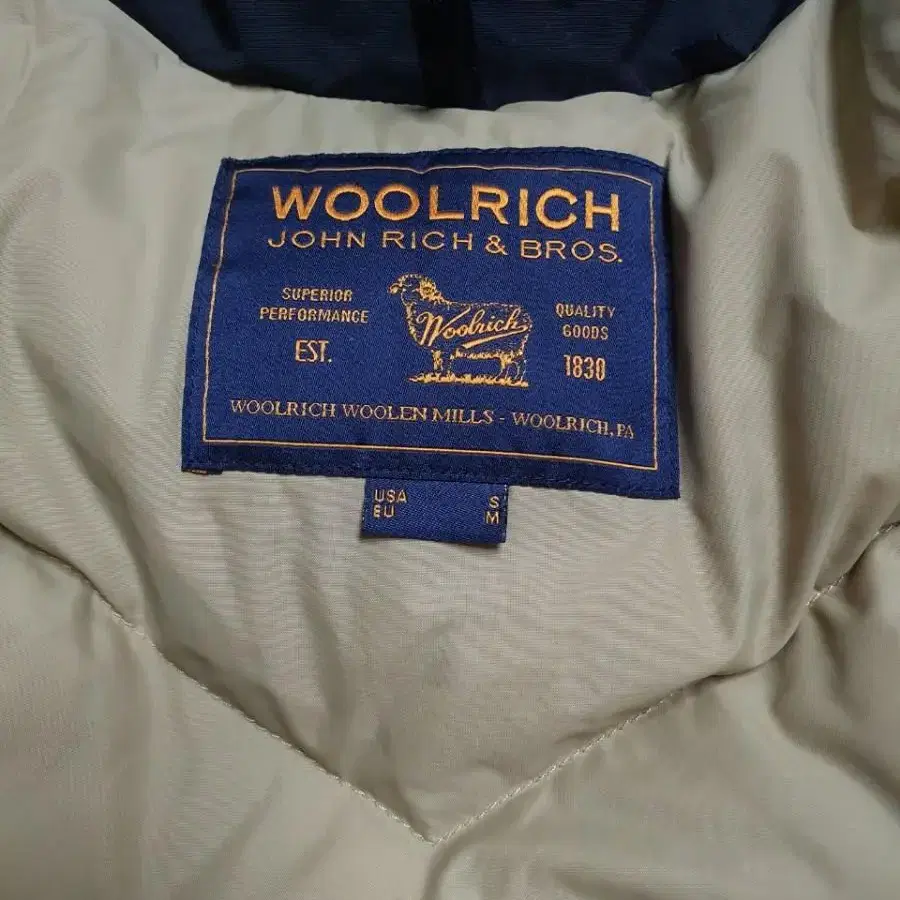 WOOLRICH
JOHN RICH & BROS.
SUPERIOR
PERFORMANCE
EST.
Woolrich
QUALITY
GOODS
1830
WOOLRICH WOOLEN MILLS - WOOLRICH, PA
USA S
EU M